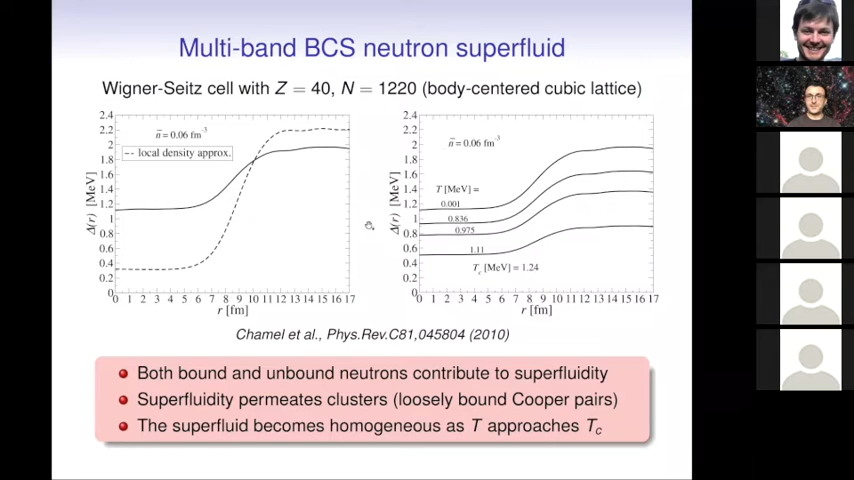 Multi-band BCS neutron superfluid
Wigner-Seitz cell with Z = 40, N = 1220 (body-centered cubic lattice)
2.4
2.2
2
1.8
1.6
1.4
1.2
1
0.8
0.6
0.4
0.2
0
Δ(r) [MeV]
n̄ = 0.06 fm⁻³
-- local density approx.
0 1 2 3 4 5 6 7 8 9 10 11 12 13 14 15 16 17
r [fm]
2.4
2.2
2
1.8
1.6
1.4
1.2
1
0.8
0.6
0.4
0.2
0
Δ(r) [MeV]
n̄ = 0.06 fm⁻³
T [MeV] =
0.001
0.836
0.975
1.11
T_c [MeV] = 1.24
0 1 2 3 4 5 6 7 8 9 10 11 12 13 14 15 16 17
r [fm]
Chamel et al., Phys.Rev.C81,045804 (2010)
Both bound and unbound neutrons contribute to superfluidity
Superfluidity permeates clusters (loosely bound Cooper pairs)
The superfluid becomes homogeneous as T approaches T_c